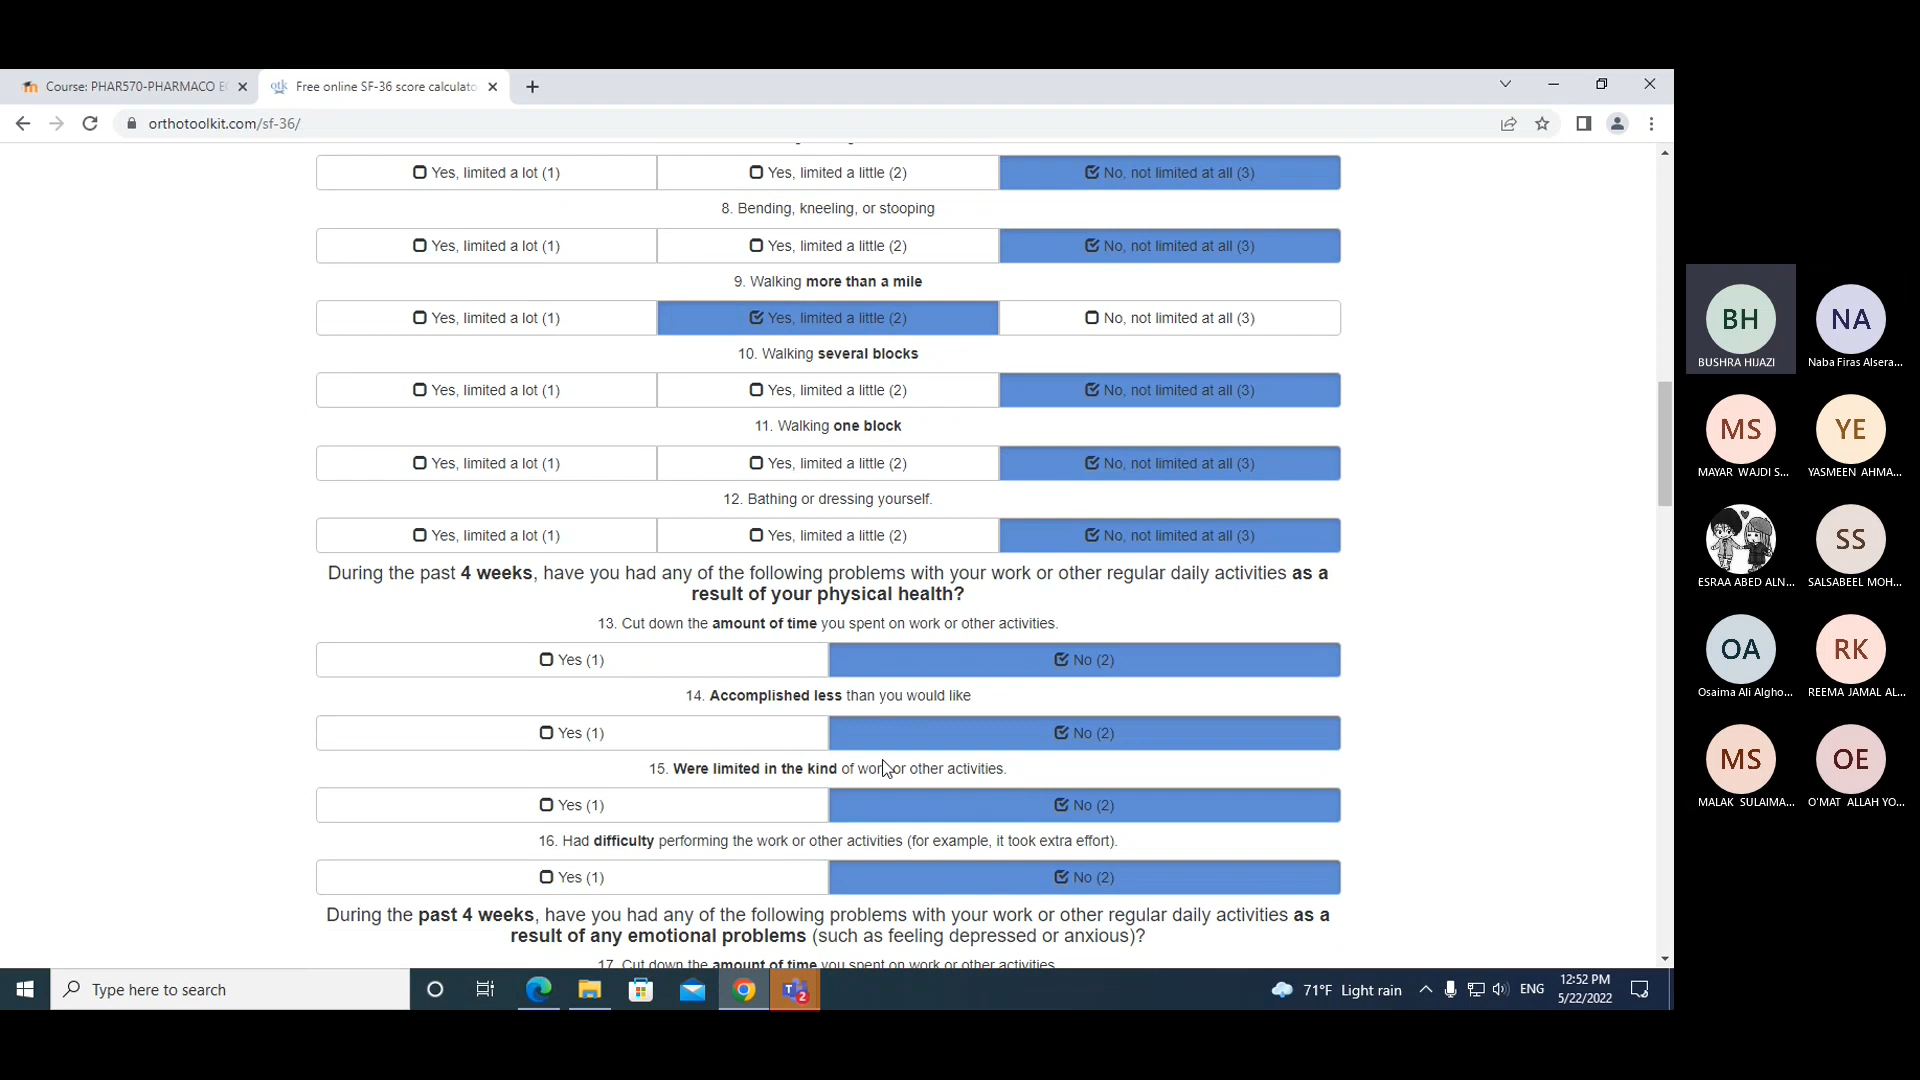 Course: PHAR570-PHARMACO E
Free online SF-36 score calculato
orthotoolkit.com/sf-36/
Yes, limited a lot (1) Yes, limited a little (2) No, not limited at all (3)
8. Bending, kneeling, or stooping
Yes, limited a lot (1) Yes, limited a little (2) No, not limited at all (3)
9. Walking more than a mile
Yes, limited a lot (1) Yes, limited a little (2) No, not limited at all (3)
10. Walking several blocks
Yes, limited a lot (1) Yes, limited a little (2) No, not limited at all (3)
11. Walking one block
Yes, limited a lot (1) Yes, limited a little (2) No, not limited at all (3)
12. Bathing or dressing yourself.
Yes, limited a lot (1) Yes, limited a little (2) No, not limited at all (3)
During the past 4 weeks, have you had any of the following problems with your work or other regular daily activities as a
result of your physical health?
13. Cut down the amount of time you spent on work or other activities.
Yes (1) No (2)
14. Accomplished less than you would like
Yes (1) No (2)
15. Were limited in the kind of work or other activities.
Yes (1) No (2)
16. Had difficulty performing the work or other activities (for example, it took extra effort).
Yes (1) No (2)
During the past 4 weeks, have you had any of the following problems with your work or other regular daily activities as a
result of any emotional problems (such as feeling depressed or anxious)?
17. Cut down the amount of time you spent on work or other activities
Type here to search
71°F Light rain
ENG
12:52 PM
5/22/2022
BH NA
BUSHRA HIJAZI Naba Firas Alsera...
MS YE
MAYAR WAJDI S... YASMEEN AHMA...
SS
ESRAA ABED ALN... SALSABEEL MOH...
OA RK
Osaima Ali Algho... REEMA JAMAL AL...
MS OE
MALAK SULAIMA... O'MAT ALLAH YO...